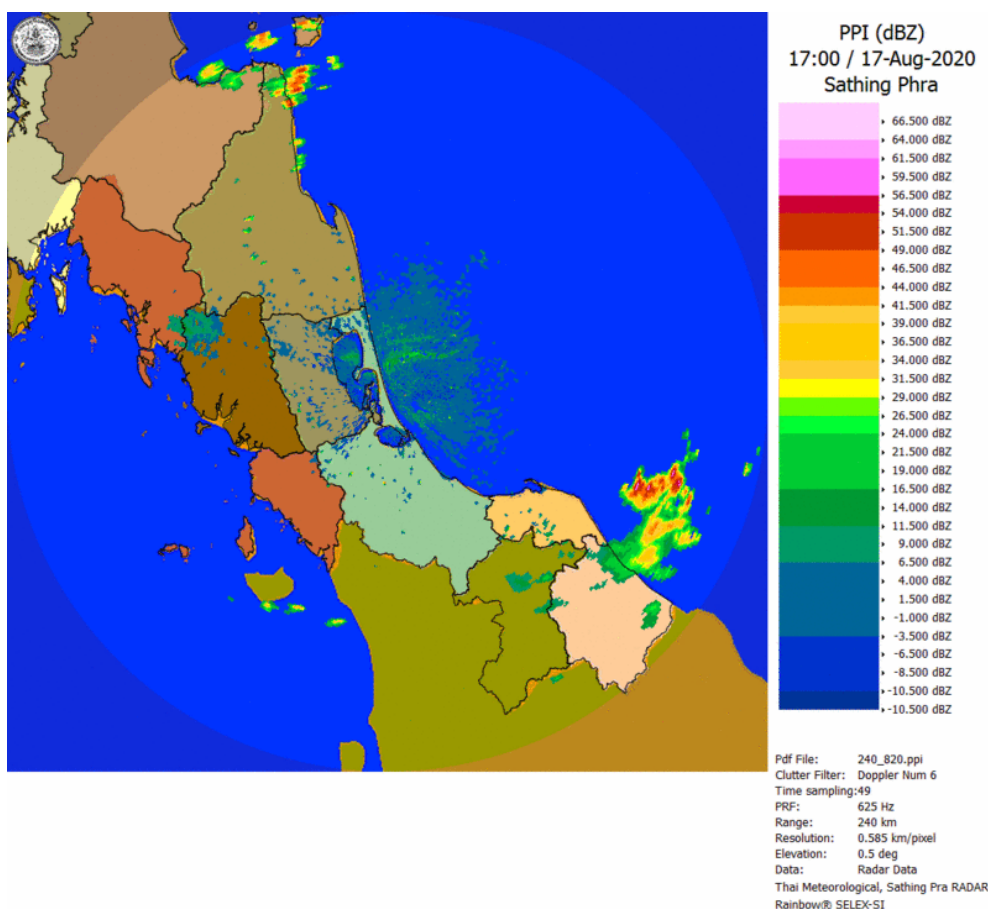 PPI (dBZ)
17:00 / 17-Aug-2020
Sathing Phra
66.500 dBZ
64.000 dBZ
61.500 dBZ
59.500 dBZ
56.500 dBZ
54.000 dBZ
51.500 dBZ
49.000 dBZ
46.500 dBZ
44.000 dBZ
41.500 dBZ
39.000 dBZ
36.500 dBZ
34.000 dBZ
31.500 dBZ
29.000 dBZ
26.500 dBZ
24.000 dBZ
21.500 dBZ
19.000 dBZ
16.500 dBZ
14.000 dBZ
11.500 dBZ
9.000 dBZ
6.500 dBZ
4.000 dBZ
1.500 dBZ
-1.000 dBZ
-3.500 dBZ
-6.500 dBZ
-8.500 dBZ
-10.500 dBZ
-10.500 dBZ
Pdf File: 240_820.ppi
Clutter Filter: Doppler Num 6
Time sampling:49
PRF: 625 Hz
Range: 240 km
Resolution: 0.585 km/pixel
Elevation: 0.5 deg
Data: Radar Data
Thai Meteorological, Sathing Pra RADAR
Rainbow® SELEX-SI